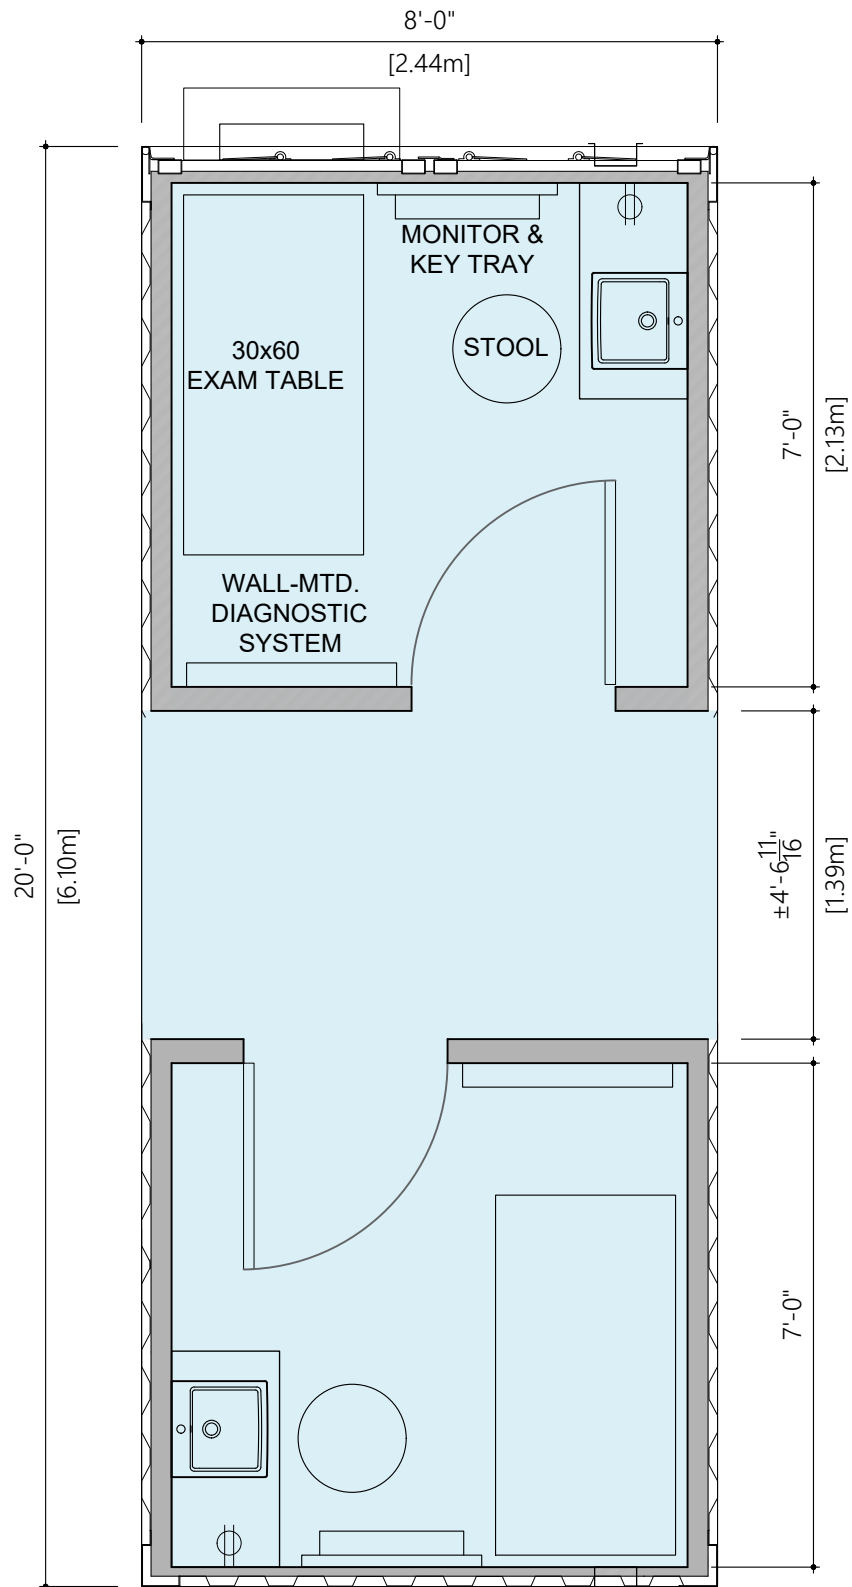 8'-0"
[2.44m]
MONITOR &
KEY TRAY
30x60
EXAM TABLE
STOOL
7'-0"
[2.13m]
WALL-MTD.
DIAGNOSTIC
SYSTEM
20'-0"
[6.10m]
±4'-6 11/16"
[1.39m]
7'-0"